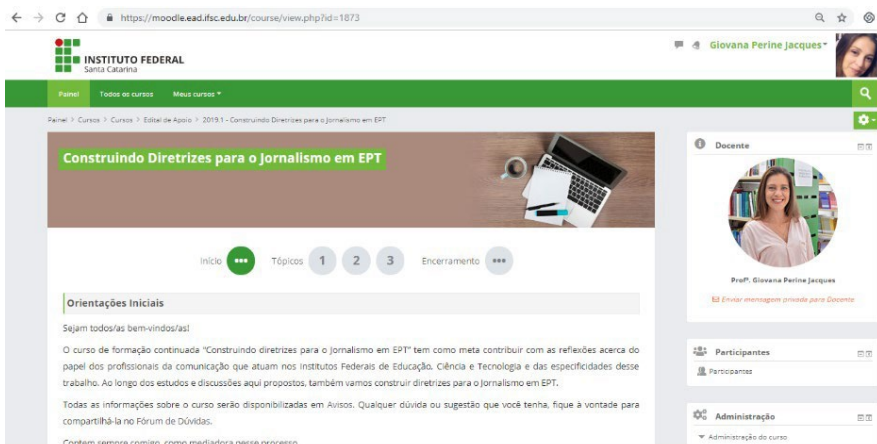 https://moodle.ead.ifsc.edu.br/course/view.php?id=1873
INSTITUTO FEDERAL
Santa Catarina
Giovana Perine Jacques
Painel Todos os cursos Meus cursos
Painel > Cursos > Cursos > Edital de Apoio > 2019.1 - Construindo Diretrizes para o Jornalismo em EPT
Construindo Diretrizes para o Jornalismo em EPT
Início Tópicos 1 2 3 Encerramento
Orientações Iniciais
Sejam todos/as bem-vindos/as!
O curso de formação continuada "Construindo diretrizes para o Jornalismo em EPT" tem como meta contribuir com as reflexões acerca do
papel dos profissionais da comunicação que atuam nos Institutos Federais de Educação, Ciência e Tecnologia e das especificidades desse
trabalho. Ao longo dos estudos e discussões aqui propostos, também vamos construir diretrizes para o Jornalismo em EPT.
Todas as informações sobre o curso serão disponibilizadas em Avisos. Qualquer dúvida ou sugestão que você tenha, fique à vontade para
compartilhá-la no Fórum de Dúvidas.
Contem sempre comigo, como mediadora nesse processo.
Docente
Profª. Giovana Perine Jacques
Enviar mensagem privada para Docente
Participantes
Participantes
Administração
Administração do curso